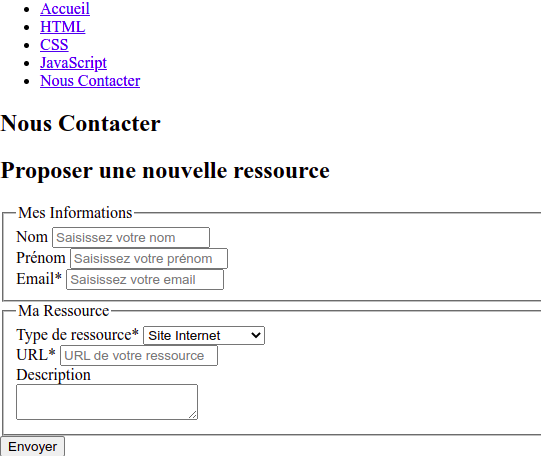 Accueil
HTML
CSS
JavaScript
Nous Contacter
Nous Contacter
Proposer une nouvelle ressource
Mes Informations
Nom Saisissez votre nom
Prénom Saisissez votre prénom
Email* Saisissez votre email
Ma Ressource
Type de ressource* Site Internet
URL* URL de votre ressource
Description
Envoyer